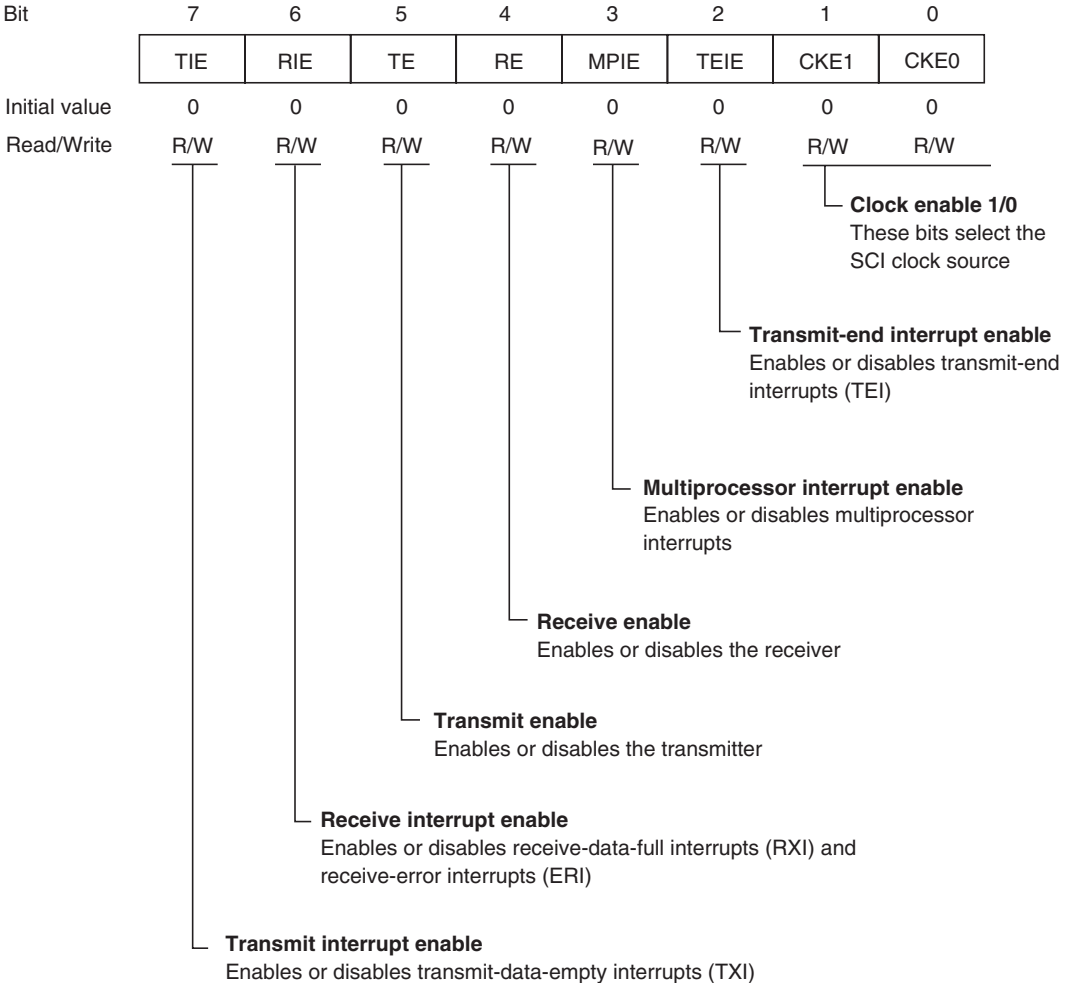 Bit 7 6 5 4 3 2 1 0
TIE RIE TE RE MPIE TEIE CKE1 CKE0
Initial value 0 0 0 0 0 0 0 0
Read/Write R/W R/W R/W R/W R/W R/W R/W R/W
Clock enable 1/0
These bits select the
SCI clock source
Transmit-end interrupt enable
Enables or disables transmit-end
interrupts (TEI)
Multiprocessor interrupt enable
Enables or disables multiprocessor
interrupts
Receive enable
Enables or disables the receiver
Transmit enable
Enables or disables the transmitter
Receive interrupt enable
Enables or disables receive-data-full interrupts (RXI) and
receive-error interrupts (ERI)
Transmit interrupt enable
Enables or disables transmit-data-empty interrupts (TXI)